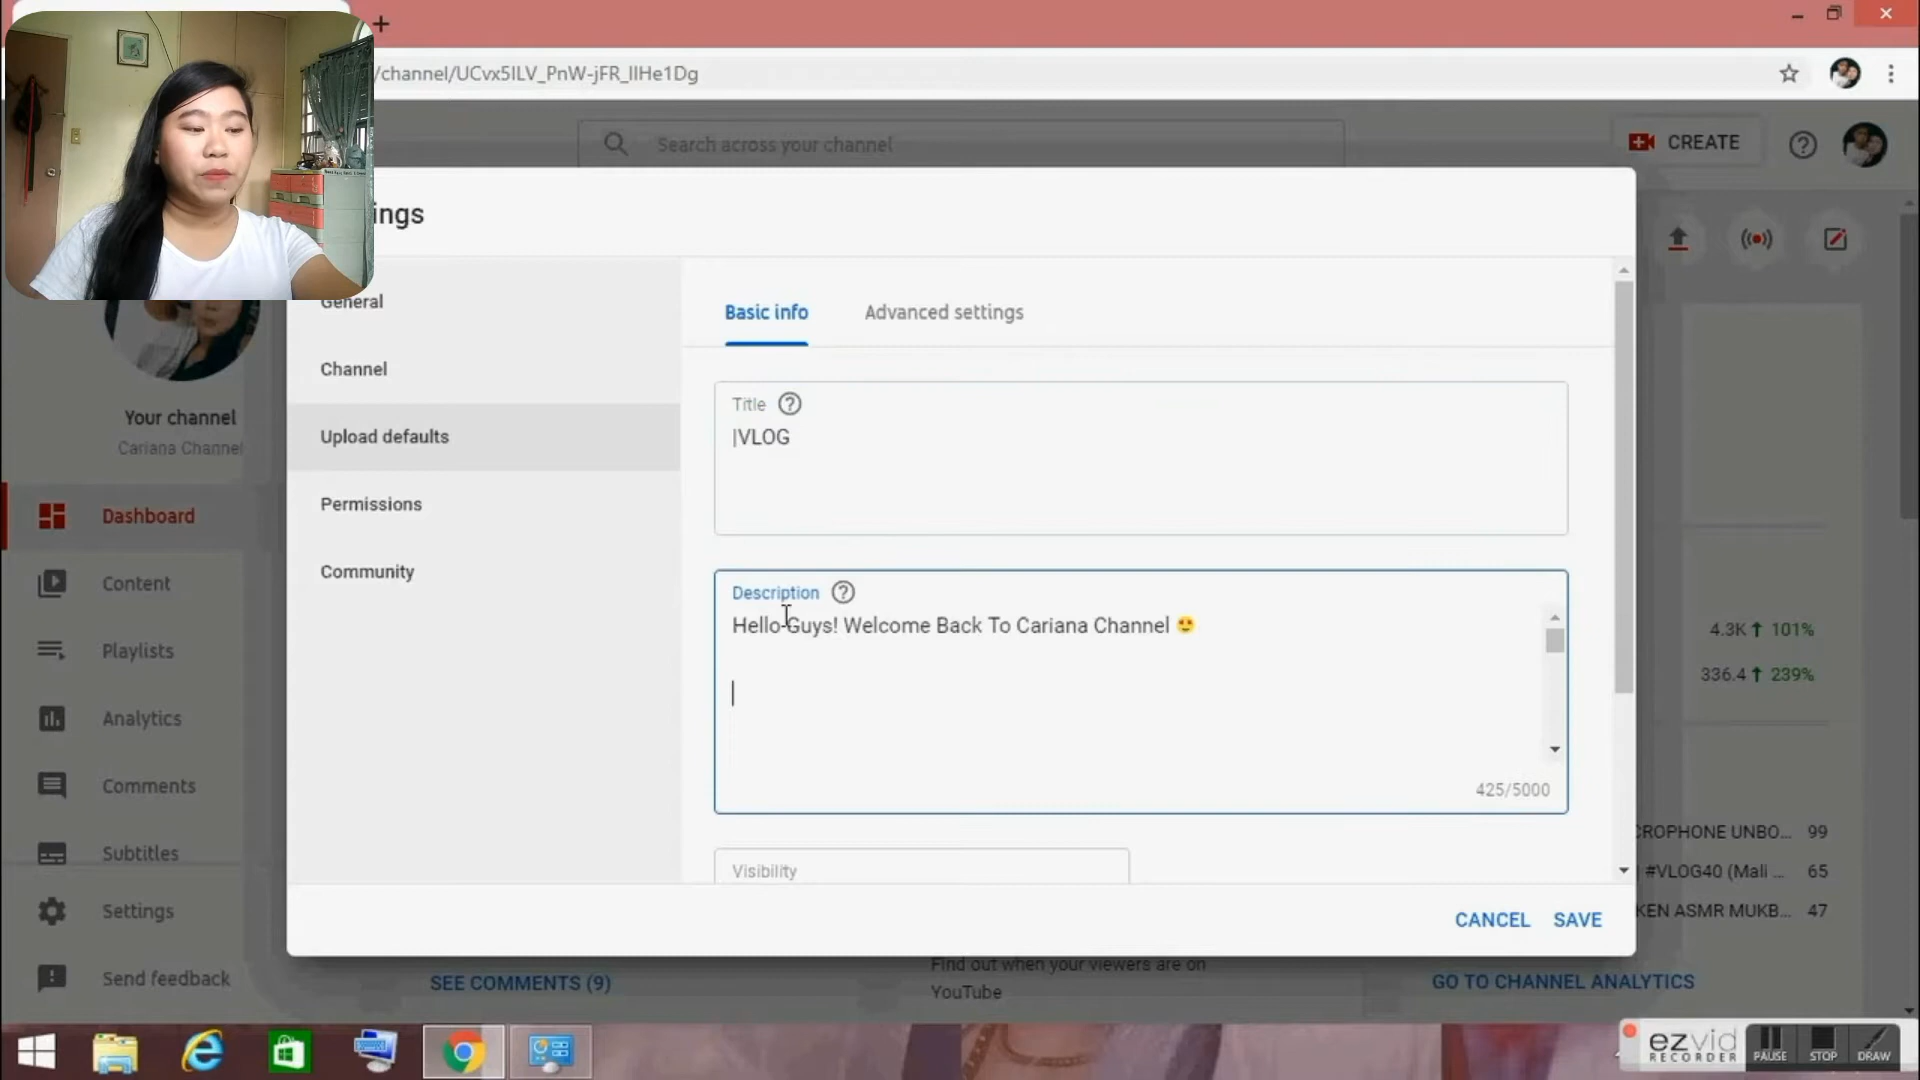 /channel/UCvx5ILV_PnW-jFR_IIHe1Dg
Search across your channel
CREATE
ings
General
Channel
Upload defaults
Permissions
Community
Basic info
Advanced settings
Title
|VLOG
Description
Hello Guys! Welcome Back To Cariana Channel 😍
425/5000
Visibility
CANCEL
SAVE
Your channel
Cariana Channel
Dashboard
Content
Playlists
Analytics
Comments
Subtitles
Settings
Send feedback
4.3K ↑ 101%
336.4 ↑ 239%
CROPHONE UNBO... 99
| #VLOG40 (Mali ... 65
KEN ASMR MUKB... 47
SEE COMMENTS (9)
Find out when your viewers are on
YouTube
GO TO CHANNEL ANALYTICS
ezvid
RECORDER
PAUSE
STOP
DRAW